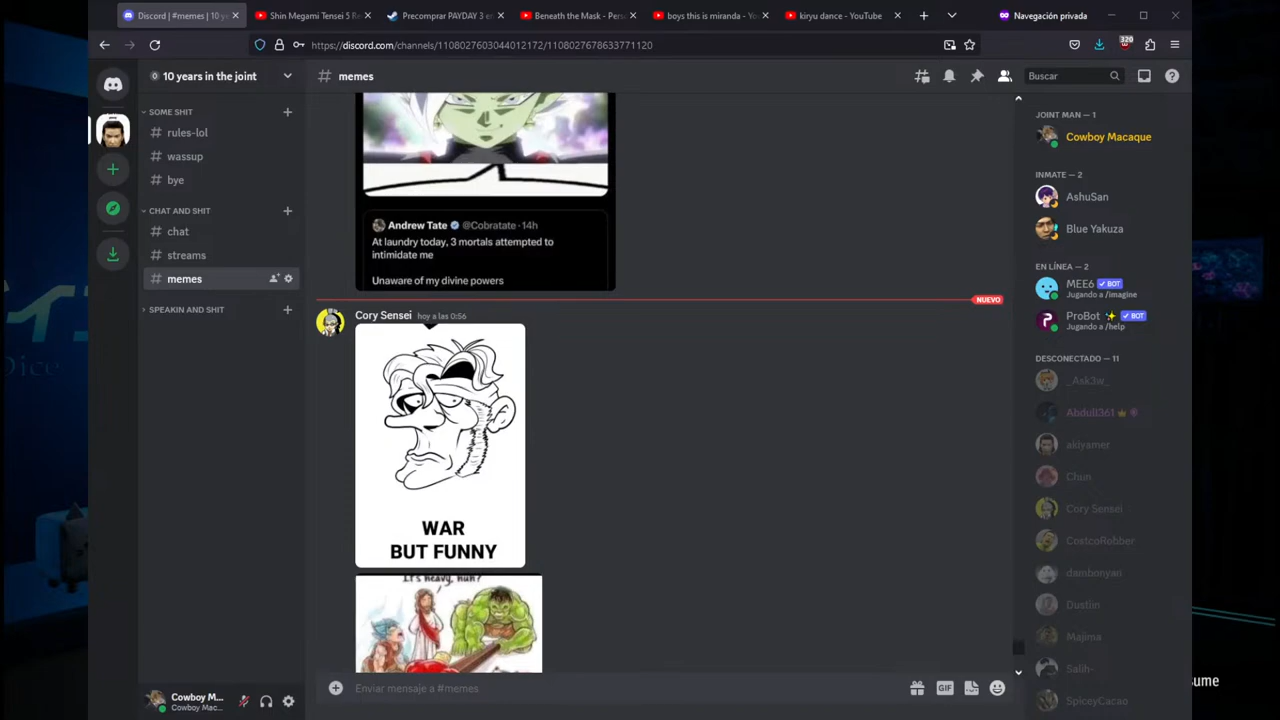 Discord | #memes | 10 ye
Shin Megami Tensei 5 Re
Precomprar PAYDAY 3 en
Beneath the Mask - Pers
boys this is miranda - Yo
kiryu dance - YouTube
Navegación privada
https://discord.com/channels/1108027603044012172/1108027678633771120
320
10 years in the joint
# memes
Buscar
SOME SHIT
# rules-lol
# wassup
# bye
CHAT AND SHIT
# chat
# streams
# memes
SPEAKIN AND SHIT
Andrew Tate @Cobratate · 14h
At laundry today, 3 mortals attempted to
intimidate me
Unaware of my divine powers
NUEVO
Cory Sensei hoy a las 0:56
WAR
BUT FUNNY
It's heavy, huh?
Enviar mensaje a #memes
GIF
JOINT MAN — 1
Cowboy Macaque
INMATE — 2
AshuSan
Blue Yakuza
EN LÍNEA — 2
MEE6 BOT
Jugando a /imagine
ProBot ✨ BOT
Jugando a /help
DESCONECTADO — 11
_Ask3w_
Abdull361
akiyamer
Chun
Cory Sensei
CostcoRobber
dambonyan
Dustiin
Majima
Salih-
SpiceyCacao
Cowboy M...
Cowboy Mac...
Dice
sume